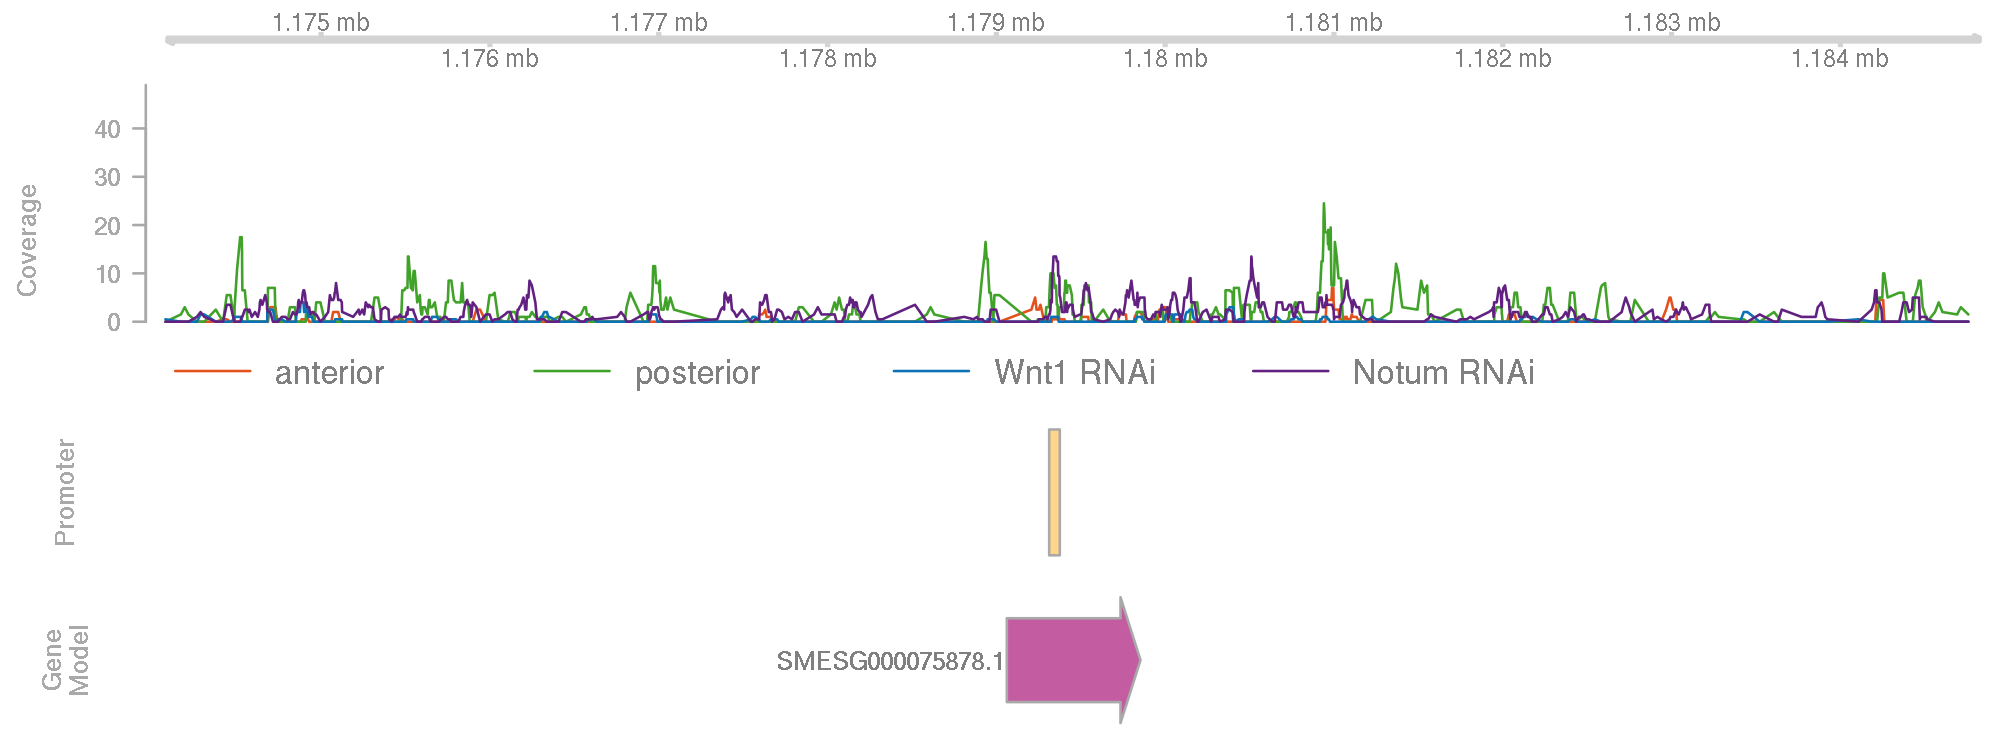 1.175 mb 1.177 mb 1.179 mb 1.181 mb 1.183 mb
1.176 mb 1.178 mb 1.18 mb 1.182 mb 1.184 mb
Coverage
40
30
20
10
0
anterior posterior Wnt1 RNAi Notum RNAi
Promoter
Gene
Model
SMESG000075878.1